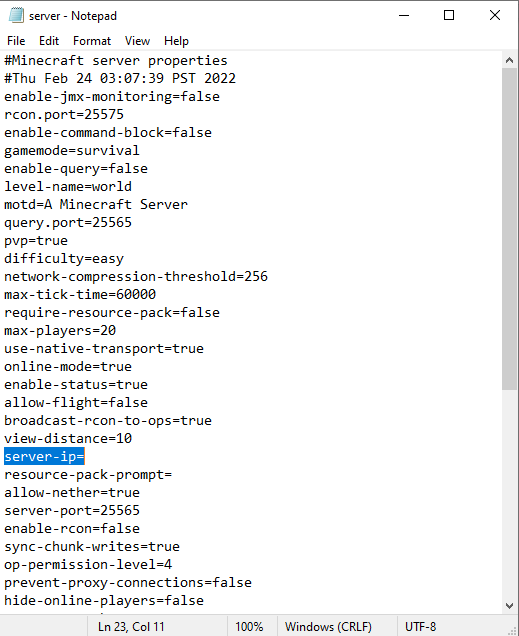 server - Notepad
File Edit Format View Help
#Minecraft server properties
#Thu Feb 24 03:07:39 PST 2022
enable-jmx-monitoring=false
rcon.port=25575
enable-command-block=false
gamemode=survival
enable-query=false
level-name=world
motd=A Minecraft Server
query.port=25565
pvp=true
difficulty=easy
network-compression-threshold=256
max-tick-time=60000
require-resource-pack=false
max-players=20
use-native-transport=true
online-mode=true
enable-status=true
allow-flight=false
broadcast-rcon-to-ops=true
view-distance=10
server-ip=
resource-pack-prompt=
allow-nether=true
server-port=25565
enable-rcon=false
sync-chunk-writes=true
op-permission-level=4
prevent-proxy-connections=false
hide-online-players=false
Ln 23, Col 11 100% Windows (CRLF) UTF-8